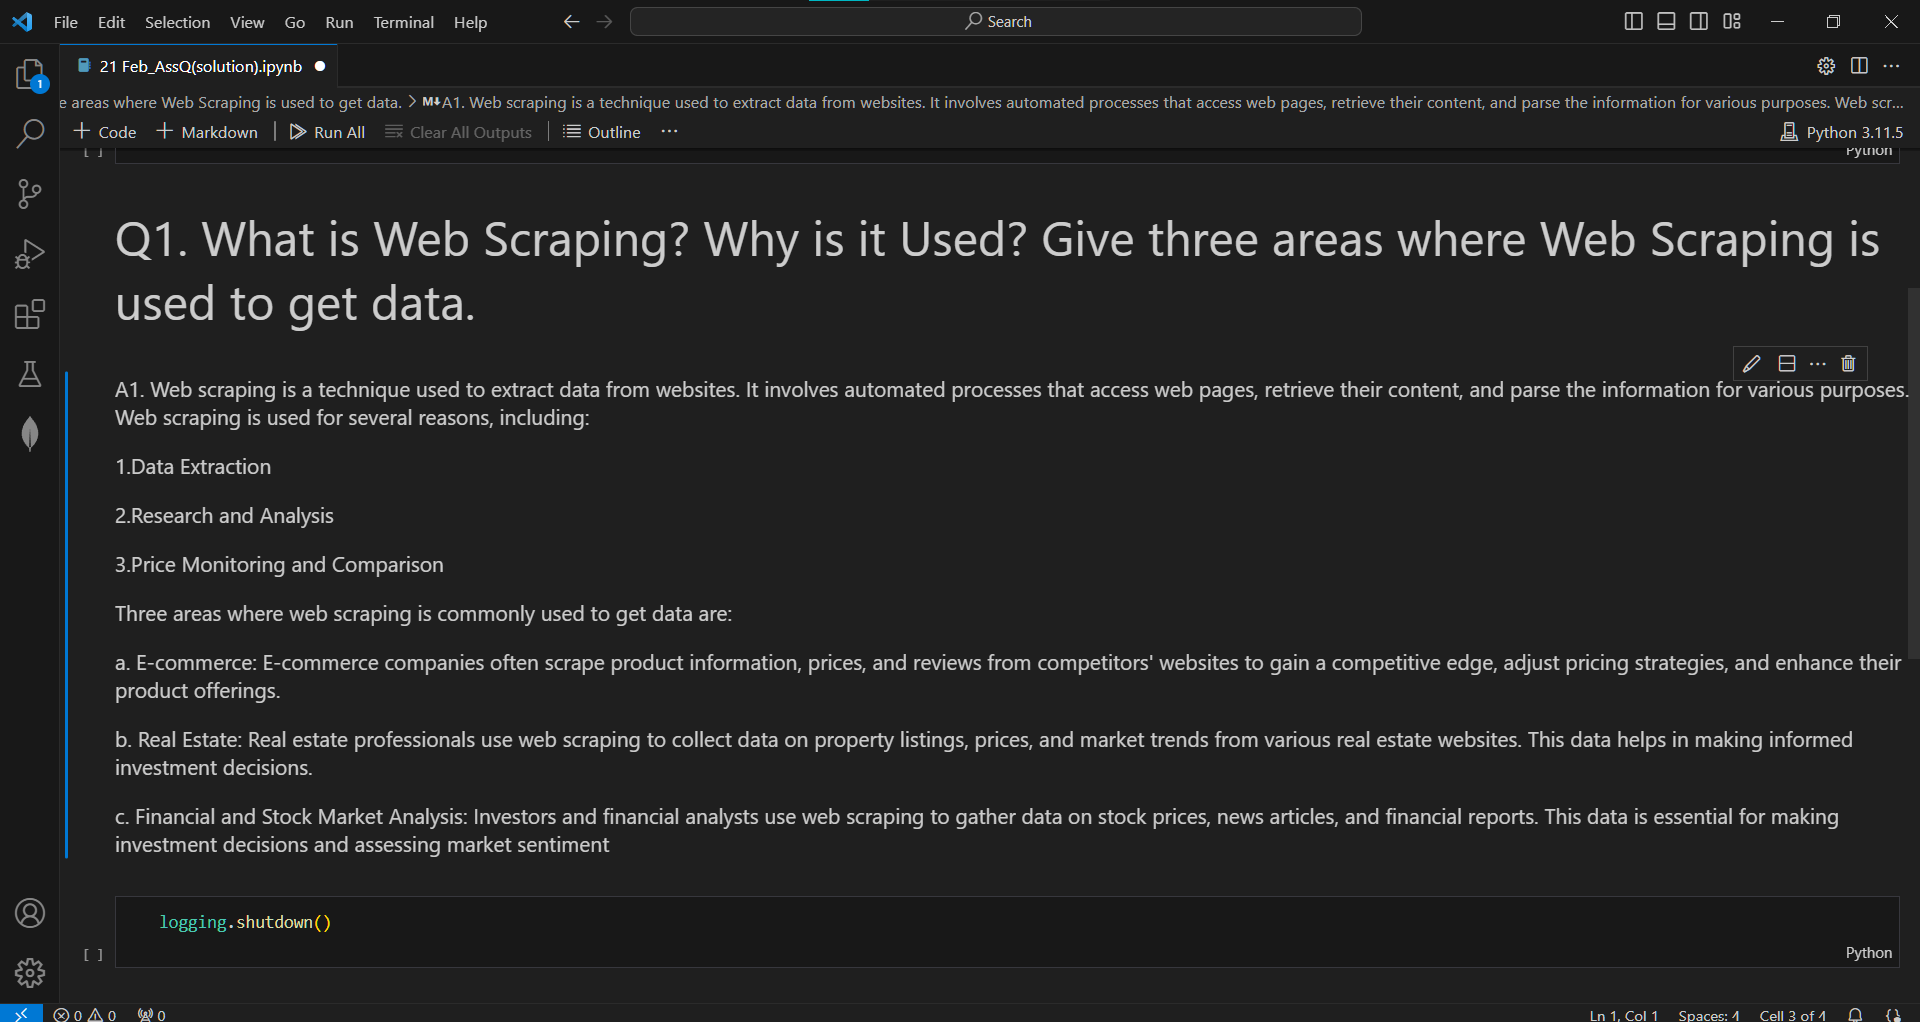 File Edit Selection View Go Run Terminal Help Search
21 Feb_AssQ(solution).ipynb
1
e areas where Web Scraping is used to get data. > M↓A1. Web scraping is a technique used to extract data from websites. It involves automated processes that access web pages, retrieve their content, and parse the information for various purposes. Web scr...
+ Code + Markdown Run All Clear All Outputs Outline ... Python 3.11.5
[ ] Python
Q1. What is Web Scraping? Why is it Used? Give three areas where Web Scraping is
used to get data.
A1. Web scraping is a technique used to extract data from websites. It involves automated processes that access web pages, retrieve their content, and parse the information for various purposes.
Web scraping is used for several reasons, including:
1.Data Extraction
2.Research and Analysis
3.Price Monitoring and Comparison
Three areas where web scraping is commonly used to get data are:
a. E-commerce: E-commerce companies often scrape product information, prices, and reviews from competitors' websites to gain a competitive edge, adjust pricing strategies, and enhance their
product offerings.
b. Real Estate: Real estate professionals use web scraping to collect data on property listings, prices, and market trends from various real estate websites. This data helps in making informed
investment decisions.
c. Financial and Stock Market Analysis: Investors and financial analysts use web scraping to gather data on stock prices, news articles, and financial reports. This data is essential for making
investment decisions and assessing market sentiment
logging.shutdown()
[ ] Python
0 0 0 Ln 1, Col 1 Spaces: 4 Cell 3 of 4